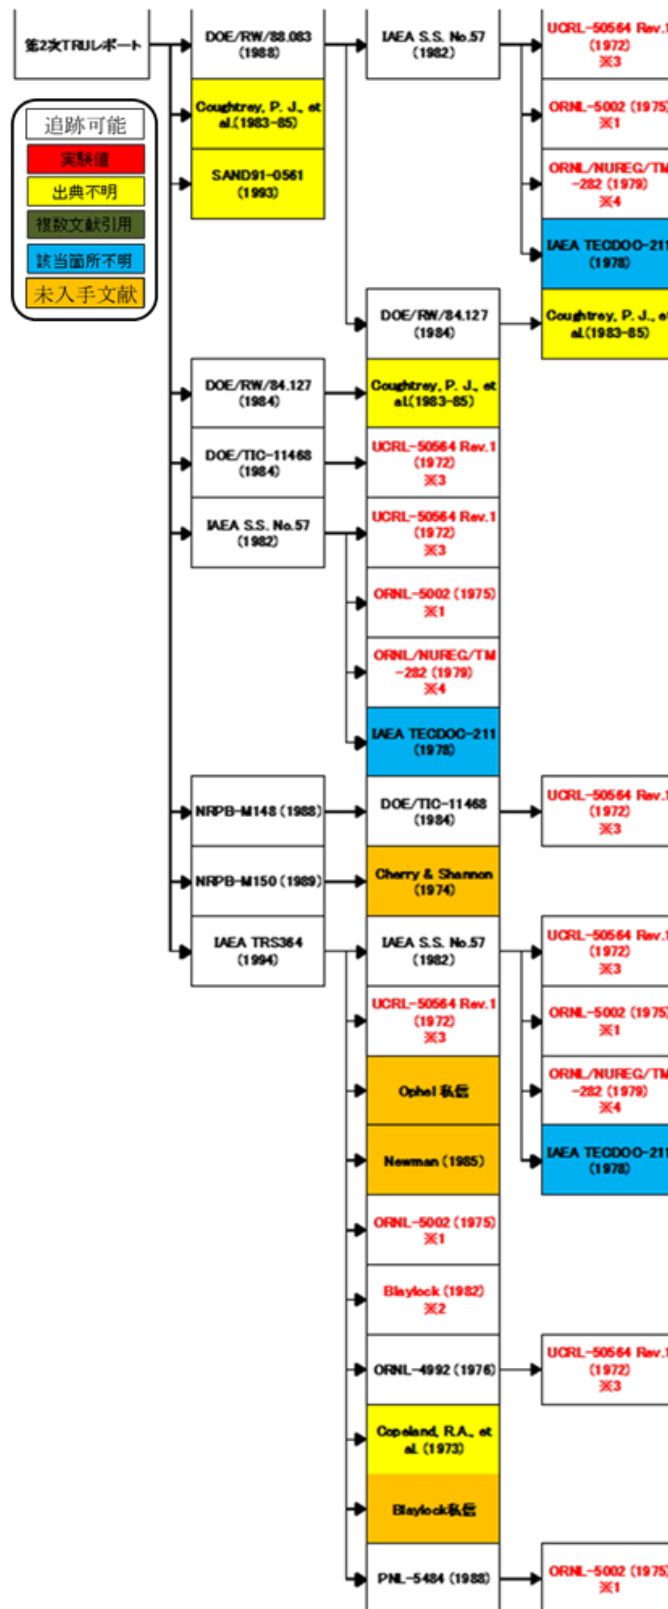 第2次TRUレポート
DOE/RW/88.083
(1988)
IAEA S.S. No.57
(1982)
UCRL-50564 Rev.1
(1972)
※3
追跡可能
実験値
出典不明
複数文献引用
該当箇所不明
未入手文献
Coughtrey, P. J., et
al.(1983-85)
ORNL-5002 (1975)
※1
SAND91-0561
(1993)
ORNL/NUREG/TM
-282 (1979)
※4
IAEA TECDOC-211
(1978)
DOE/RW/84.127
(1984)
Coughtrey, P. J., et
al.(1983-85)
DOE/RW/84.127
(1984)
Coughtrey, P. J., et
al.(1983-85)
DOE/TIC-11468
(1984)
UCRL-50564 Rev.1
(1972)
※3
IAEA S.S. No.57
(1982)
UCRL-50564 Rev.1
(1972)
※3
ORNL-5002 (1975)
※1
ORNL/NUREG/TM
-282 (1979)
※4
IAEA TECDOC-211
(1978)
NRPB-M148 (1988)
DOE/TIC-11468
(1984)
UCRL-50564 Rev.1
(1972)
※3
NRPB-M150 (1989)
Cherry & Shannon
(1974)
IAEA TRS364
(1994)
IAEA S.S. No.57
(1982)
UCRL-50564 Rev.1
(1972)
※3
UCRL-50564 Rev.1
(1972)
※3
ORNL-5002 (1975)
※1
Ophel 私信
ORNL/NUREG/TM
-282 (1979)
※4
Newman (1985)
IAEA TECDOC-211
(1978)
ORNL-5002 (1975)
※1
Blaylock (1982)
※2
ORNL-4992 (1976)
UCRL-50564 Rev.1
(1972)
※3
Copeland, R.A., et
al. (1973)
Blaylock私信
PNL-5484 (1988)
ORNL-5002 (1975)
※1